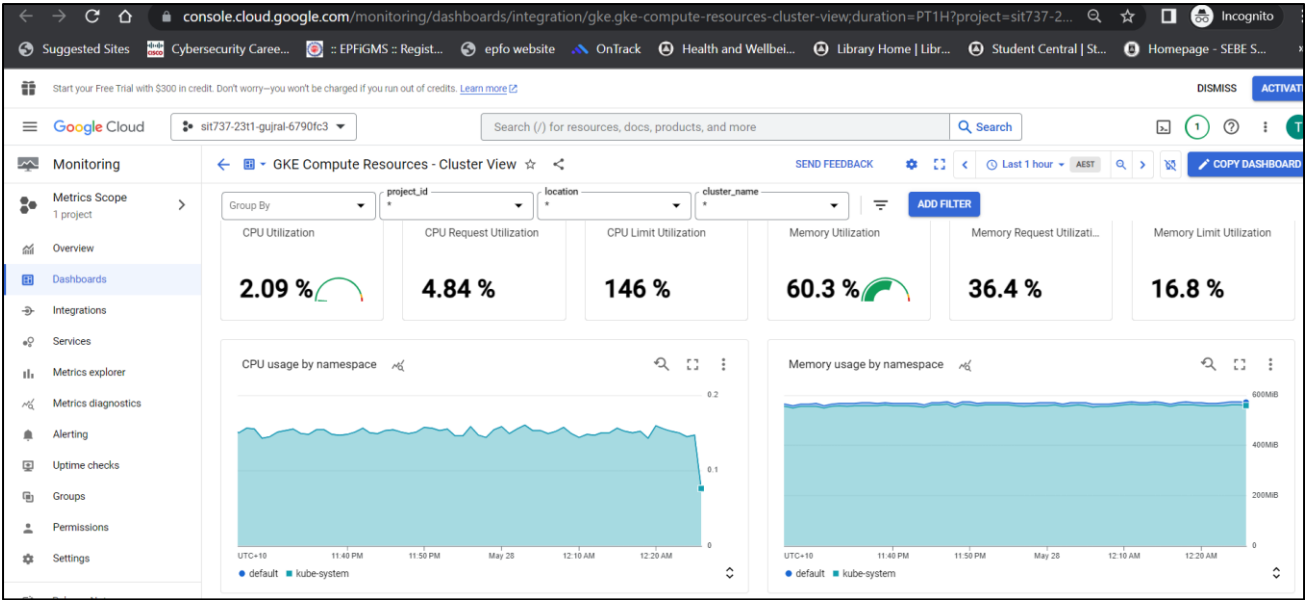 console.cloud.google.com/monitoring/dashboards/integration/gke.gke-compute-resources-cluster-view;duration=PT1H?project=sit737-2... Incognito
Suggested Sites Cybersecurity Caree... :: EPFiGMS :: Regist... epfo website OnTrack Health and Wellbei... Library Home | Libr... Student Central | St... Homepage - SEBE S...
Start your Free Trial with $300 in credit. Don't worry—you won't be charged if you run out of credits. Learn more DISMISS ACTIVAT
Google Cloud sit737-23t1-gujral-6790fc3 Search (/) for resources, docs, products, and more Search 1 T
Monitoring GKE Compute Resources - Cluster View SEND FEEDBACK Last 1 hour AEST COPY DASHBOARD
Metrics Scope
1 project
Group By project_id * location * cluster_name * ADD FILTER
Overview
Dashboards
Integrations
Services
Metrics explorer
Metrics diagnostics
Alerting
Uptime checks
Groups
Permissions
Settings
CPU Utilization CPU Request Utilization CPU Limit Utilization Memory Utilization Memory Request Utilizati... Memory Limit Utilization
2.09 % 4.84 % 146 % 60.3 % 36.4 % 16.8 %
CPU usage by namespace
0.2
0.1
0
UTC+10 11:40 PM 11:50 PM May 28 12:10 AM 12:20 AM
default kube-system
Memory usage by namespace
600MiB
400MiB
200MiB
0
UTC+10 11:40 PM 11:50 PM May 28 12:10 AM 12:20 AM
default kube-system